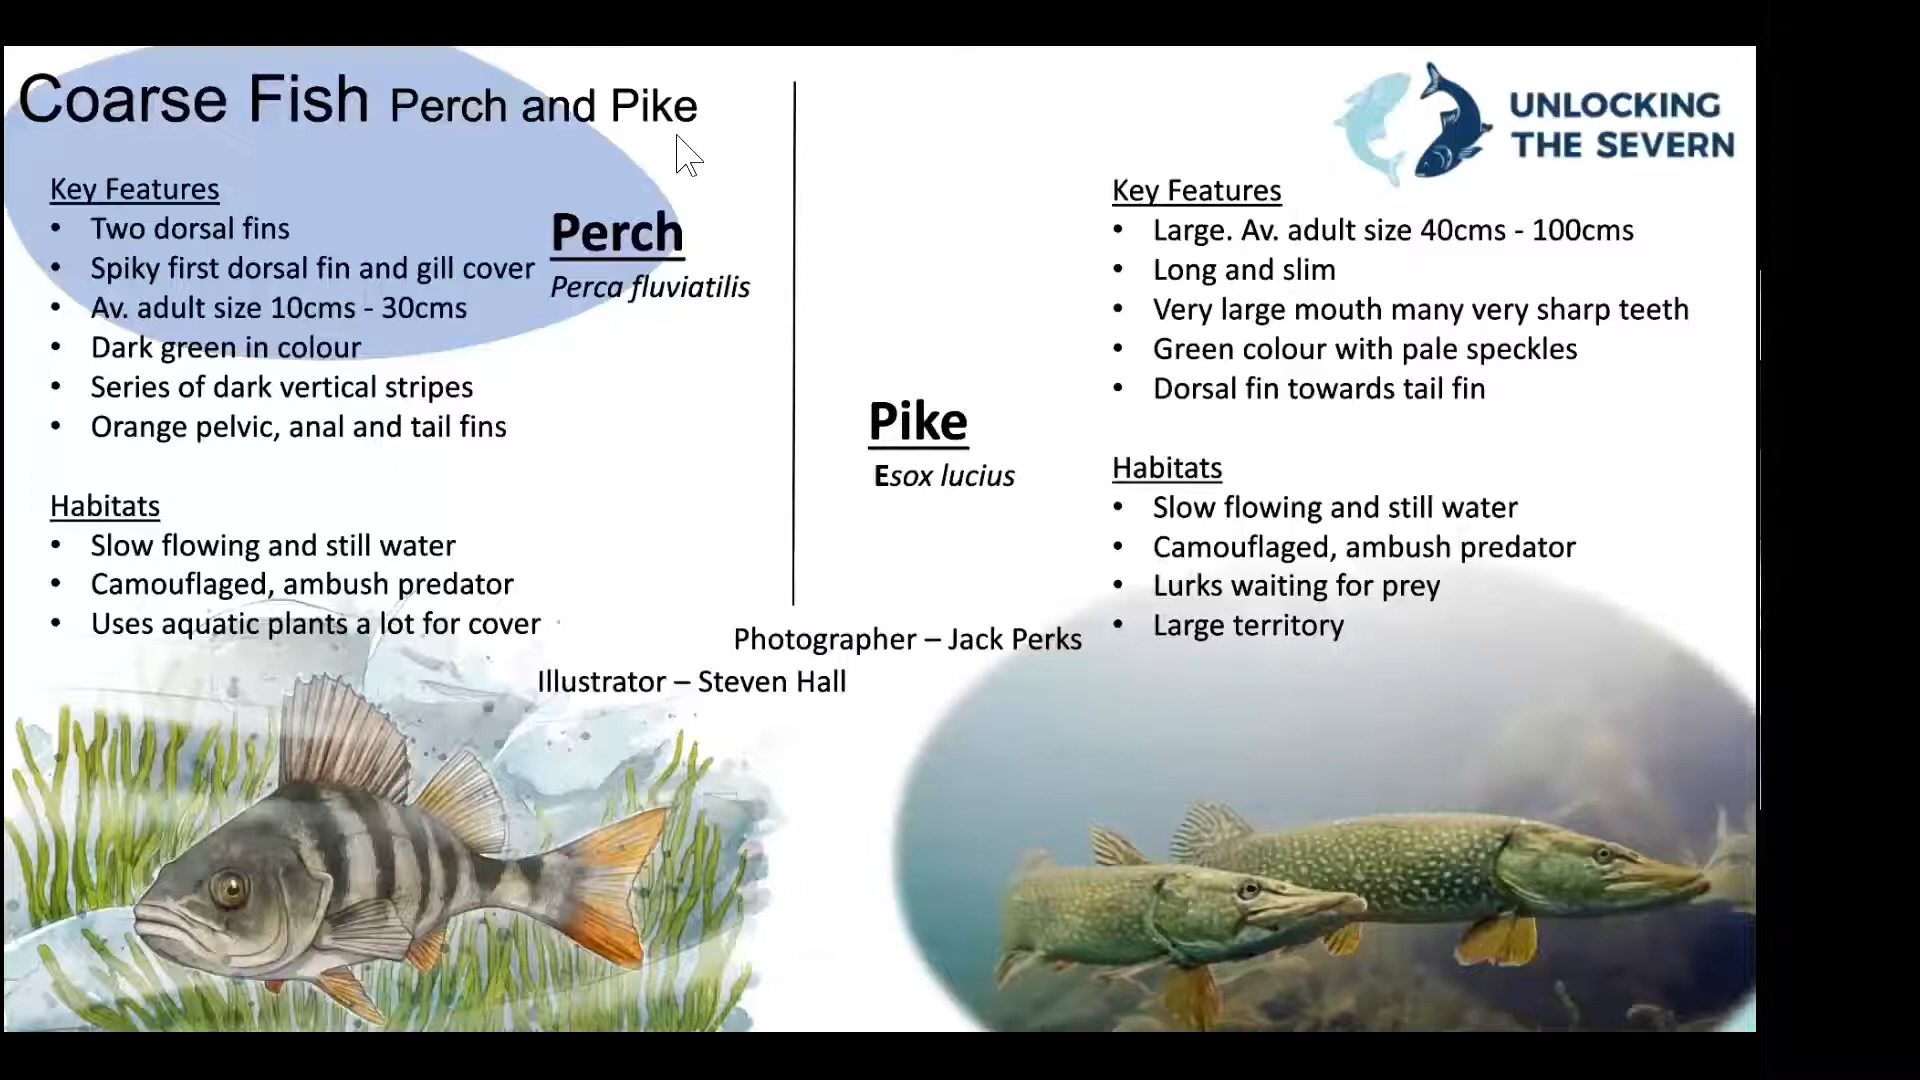 Coarse Fish Perch and Pike
UNLOCKING
THE SEVERN
Key Features
• Two dorsal fins
• Spiky first dorsal fin and gill cover
• Av. adult size 10cms - 30cms
• Dark green in colour
• Series of dark vertical stripes
• Orange pelvic, anal and tail fins
Perch
Perca fluviatilis
Habitats
• Slow flowing and still water
• Camouflaged, ambush predator
• Uses aquatic plants a lot for cover
Illustrator – Steven Hall
Photographer – Jack Perks
Pike
Esox lucius
Key Features
• Large. Av. adult size 40cms - 100cms
• Long and slim
• Very large mouth many very sharp teeth
• Green colour with pale speckles
• Dorsal fin towards tail fin
Habitats
• Slow flowing and still water
• Camouflaged, ambush predator
• Lurks waiting for prey
• Large territory